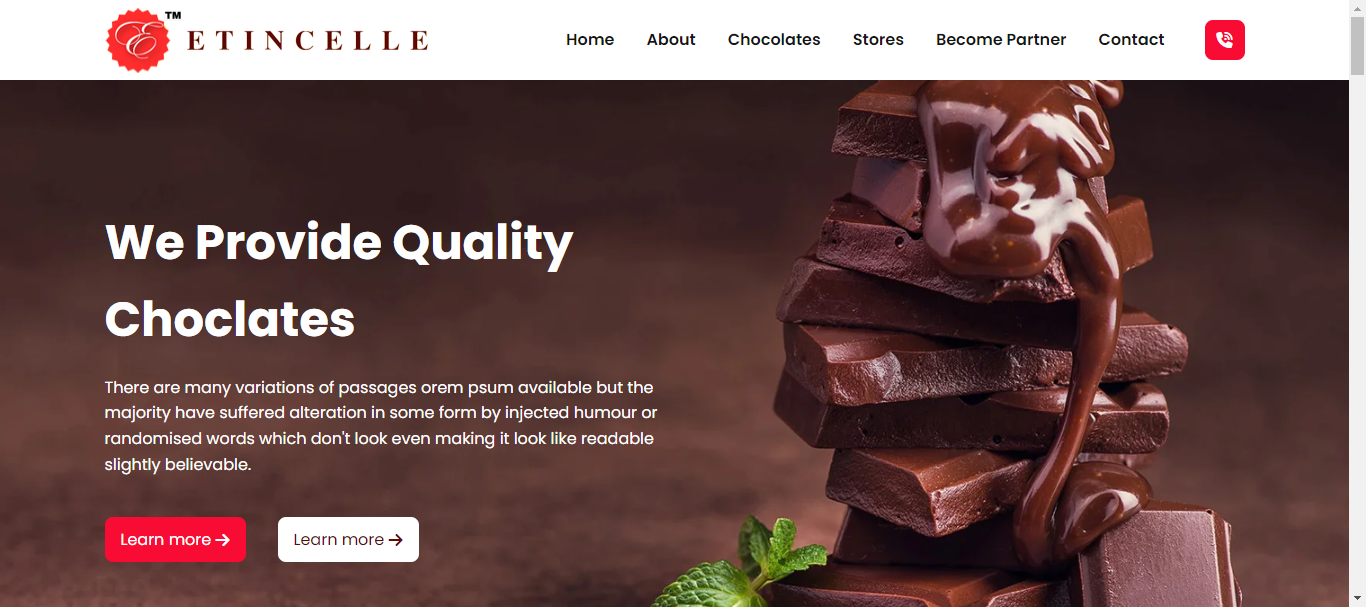 E TM
ETINCELLE
Home About Chocolates Stores Become Partner Contact
We Provide Quality
Choclates
There are many variations of passages orem psum available but the
majority have suffered alteration in some form by injected humour or
randomised words which don't look even making it look like readable
slightly believable.
Learn more Learn more